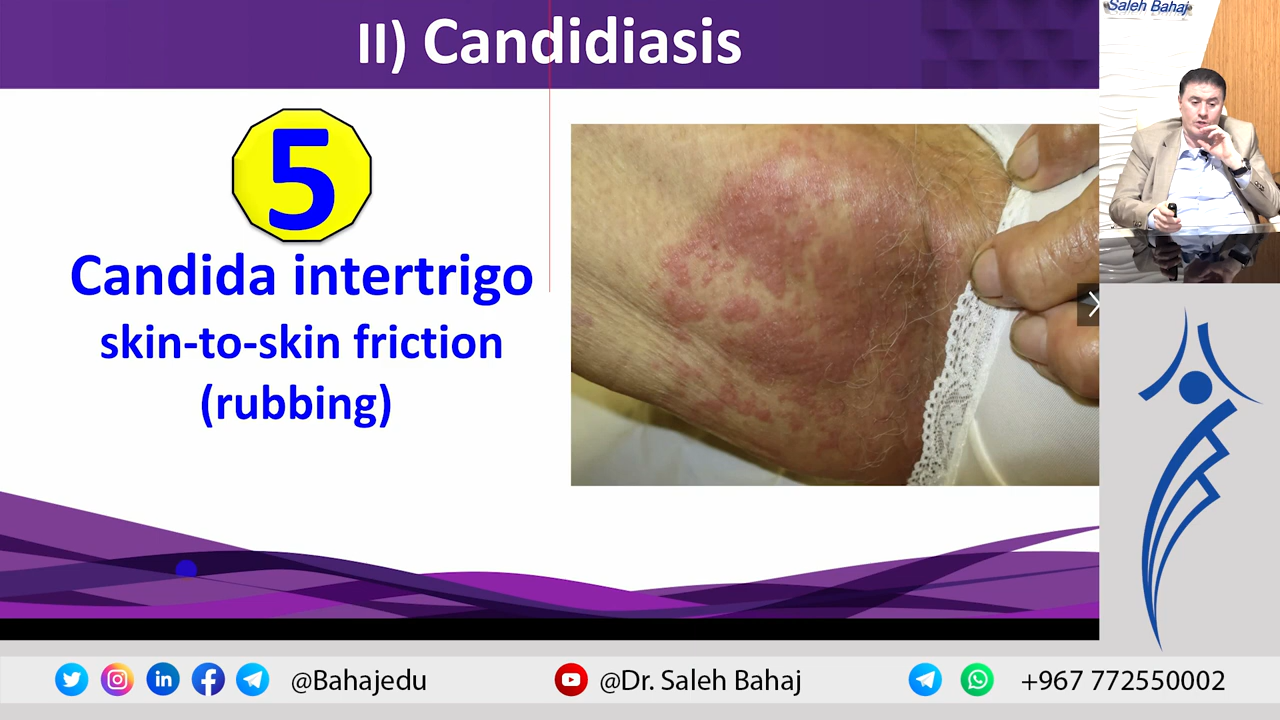 II) Candidiasis
Saleh Bahaj
5
Candida intertrigo
skin-to-skin friction
(rubbing)
@Bahajedu
@Dr. Saleh Bahaj
+967 772550002